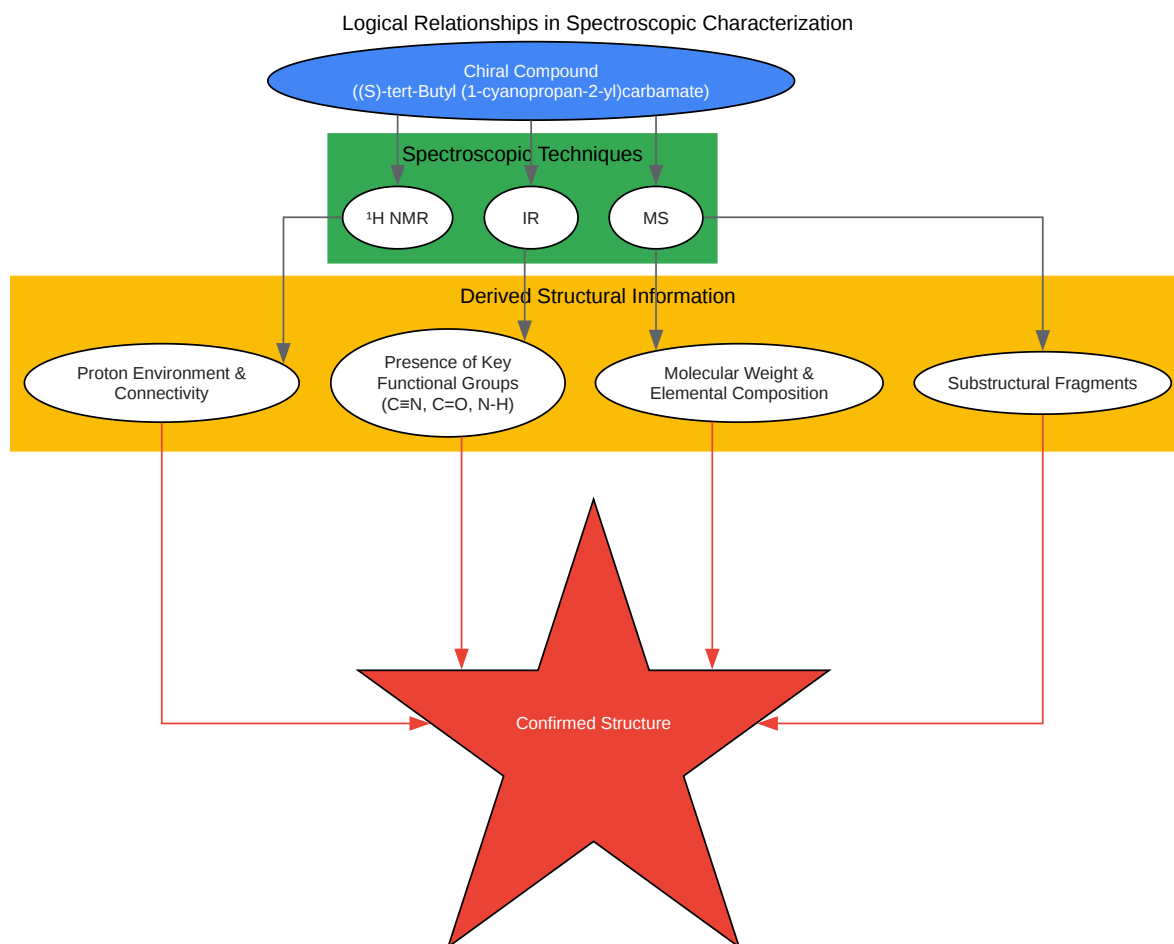 Logical Relationships in Spectroscopic Characterization
Chiral Compound
((S)-tert-Butyl (1-cyanopropan-2-yl)carbamate)
Spectroscopic Techniques
¹H NMR
IR
MS
Derived Structural Information
Proton Environment &
Connectivity
Presence of Key
Functional Groups
(C≡N, C=O, N-H)
Molecular Weight &
Elemental Composition
Substructural Fragments
Confirmed Structure